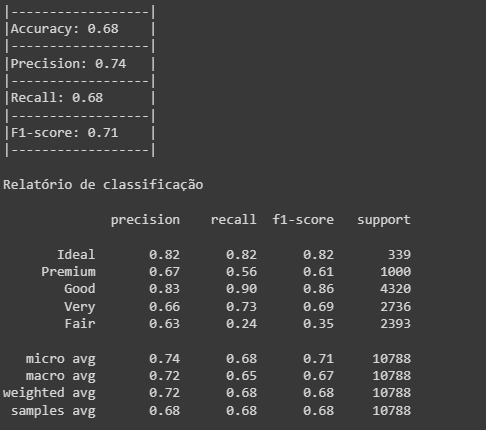 |------------------|
|Accuracy: 0.68    |
|------------------|
|Precision: 0.74   |
|------------------|
|Recall: 0.68      |
|------------------|
|F1-score: 0.71    |
|------------------|
Relatório de classificação
precision recall f1-score support
Ideal 0.82 0.82 0.82 339
Premium 0.67 0.56 0.61 1000
Good 0.83 0.90 0.86 4320
Very 0.66 0.73 0.69 2736
Fair 0.63 0.24 0.35 2393
micro avg 0.74 0.68 0.71 10788
macro avg 0.72 0.65 0.67 10788
weighted avg 0.72 0.68 0.68 10788
samples avg 0.68 0.68 0.68 10788